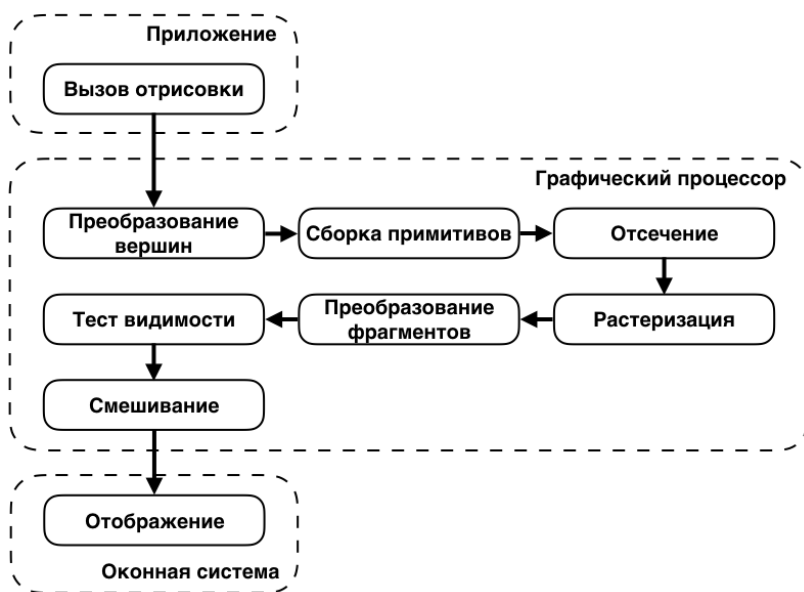 Приложение
Вызов отрисовки
Графический процессор
Преобразование
вершин
Сборка примитивов
Отсечение
Тест видимости
Преобразование
фрагментов
Растеризация
Смешивание
Отображение
Оконная система